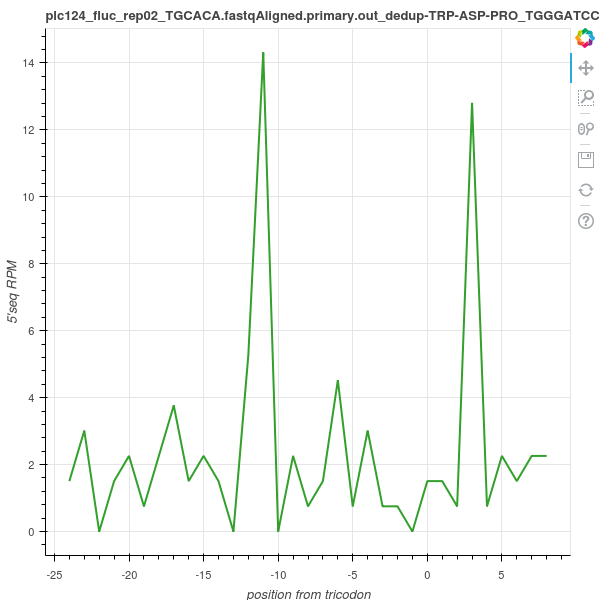 plc124_fluc_rep02_TGCACA.fastqAligned.primary.out_dedup-TRP-ASP-PRO_TGGGATCC
14
12
10
8
6
4
2
0
5'seq RPM
-25 -20 -15 -10 -5 0 5
position from tricodon